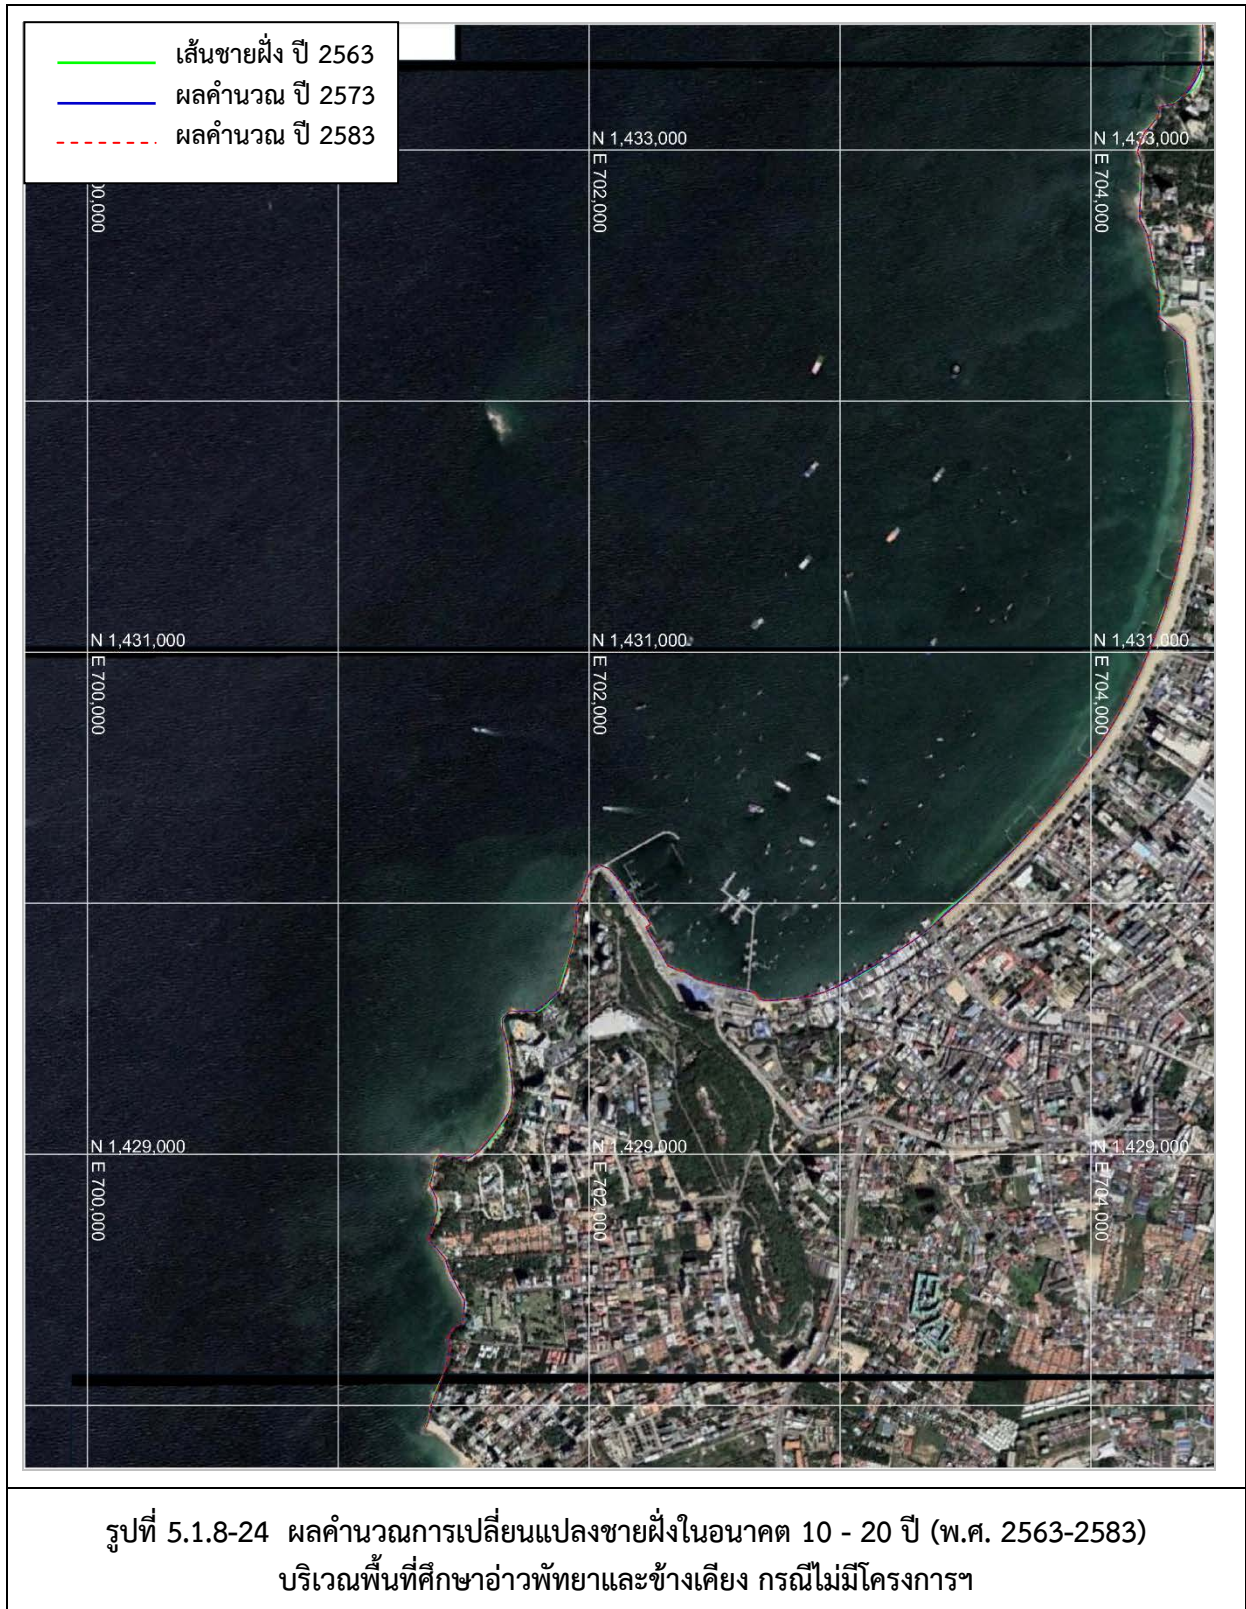 เส้นชายฝั่ง ปี 2563
ผลคำนวณ ปี 2573
ผลคำนวณ ปี 2583
N 1,433,000
N 1,433,000
00,000
E 702,000
E 704,000
N 1,431,000
N 1,431,000
N 1,431,000
E 700,000
E 702,000
E 704,000
N 1,429,000
N 1,429,000
N 1,429,000
E 700,000
E 702,000
E 704,000
รูปที่ 5.1.8-24 ผลคำนวณการเปลี่ยนแปลงชายฝั่งในอนาคต 10 - 20 ปี (พ.ศ. 2563-2583)
บริเวณพื้นที่ศึกษาอ่าวพัทยาและข้างเคียง กรณีไม่มีโครงการฯ